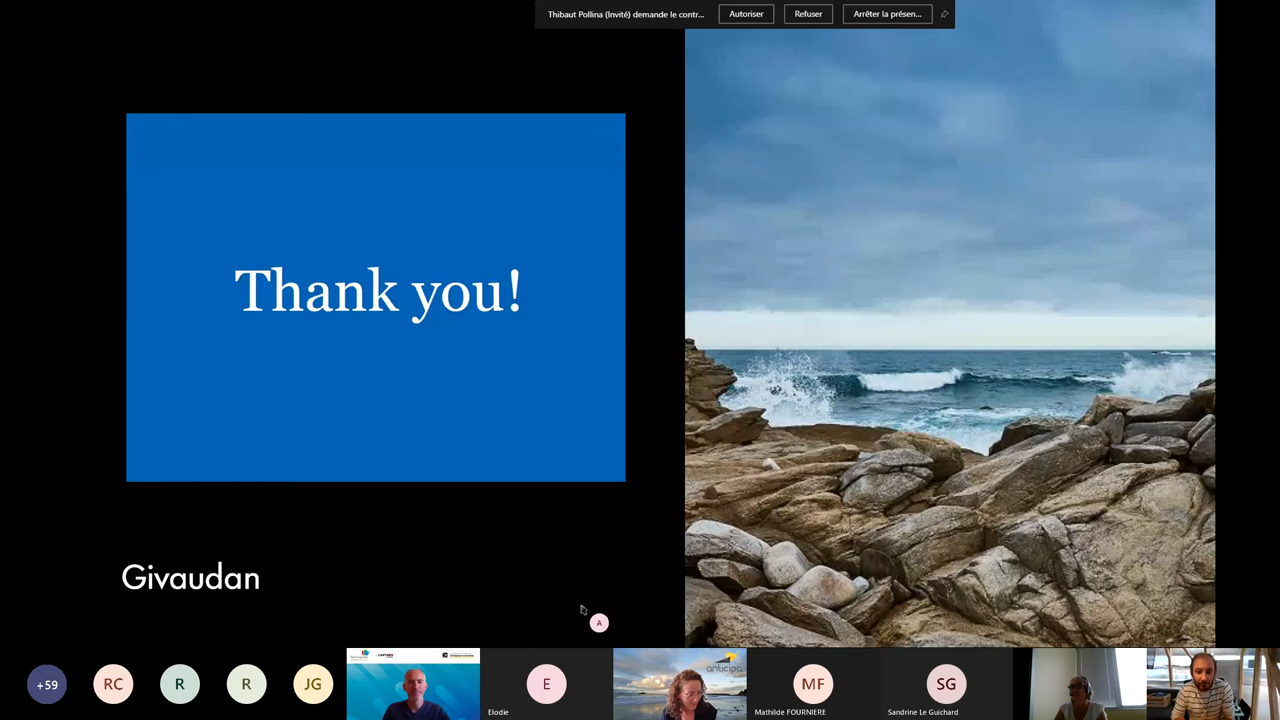 Thibaut Pollina (Invité) demande le contr...
Autoriser
Refuser
Arrêter la présen...
Thank you!
Givaudan
A
+59
RC
R
R
JG
E
Elodie
anticipa
MF
Mathilde FOURNIERE
SG
Sandrine Le Guichard